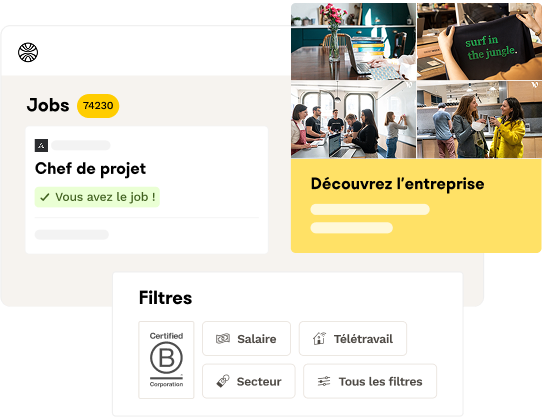 surf in
the jungle.
Jobs 74230
Chef de projet
Vous avez le job !
Découvrez l'entreprise
Filtres
Certified
B
Corporation
Salaire
Télétravail
Secteur
Tous les filtres